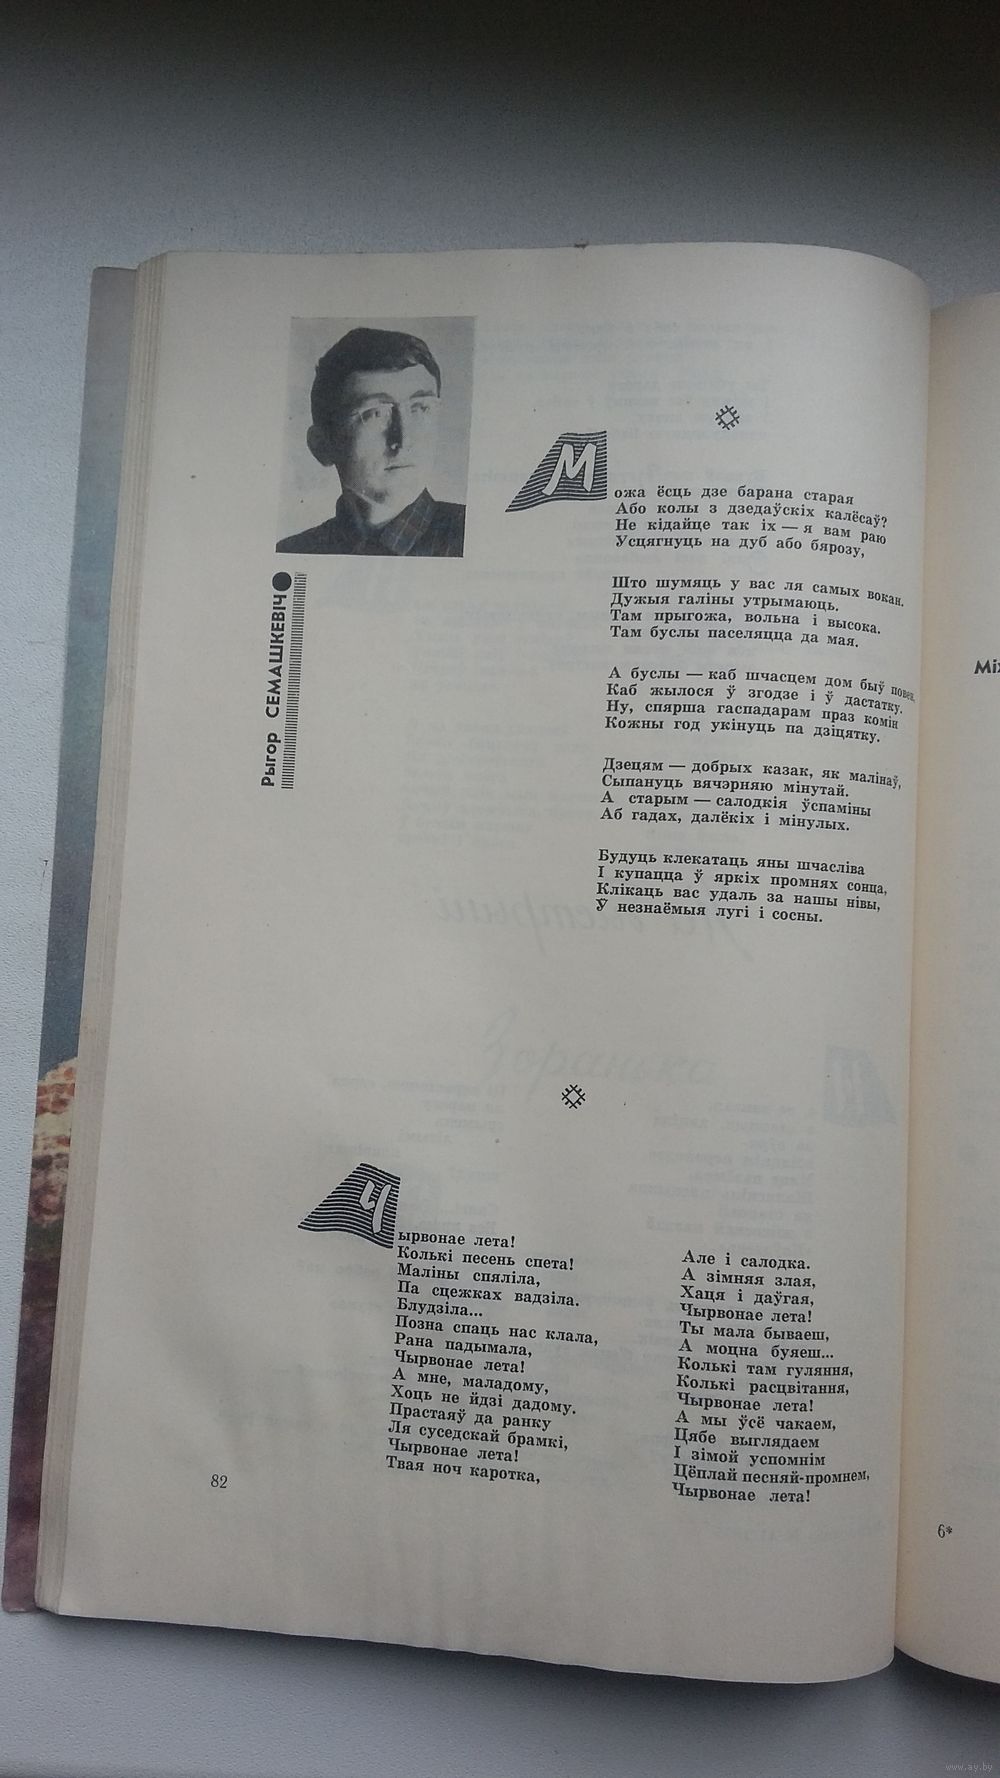 Рыгор СЕМАШКЕВІЧ
Можа ёсць дзе барана старая
Або колы з дзедаўскіх калёсаў?
Не кідайце так іх — я вам раю
Усцягнуць на дуб або бярозу,
Што шумяць у вас ля самых вокан.
Дужыя галіны утрымаюць.
Там прыгожа, вольна і высока.
Там буслы паселяцца да мая.
А буслы — каб шчасцем дом быў повен,
Каб жылося ў згодзе і ў дастатку.
Ну, спярша гаспадарам праз комін
Кожны год укінуць па дзіцятку.
Дзецям — добрых казак, як малінаў,
Сыпануць вячэрняю мінутай.
А старым — салодкія ўспаміны
Аб гадах, далёкіх і мінулых.
Будуць клекатаць яны шчасліва
І купацца ў яркіх промнях сонца,
Клікаць вас удаль за нашы нівы,
Ў незнаёмыя лугі і сосны.
Чырвонае лета!
Колькі песень спета!
Маліны спяліла,
Па сцежках вадзіла.
Блудзіла...
Позна спаць нас клала,
Рана падымала,
Чырвонае лета!
А мне, маладому,
Хоць не йдзі дадому.
Прастаяў да ранку
Ля суседскай брамкі,
Чырвонае лета!
Твая ноч каротка,
Але і салодка.
А зімняя злая,
Хаця і даўгая,
Чырвонае лета!
Ты мала бываеш,
А моцна буяеш...
Колькі там гуляння,
Колькі расцвітання,
Чырвонае лета!
А мы ўсё чакаем,
Цябе выглядаем
І зімой успомнім
Цёплай песняй-промнем,
Чырвонае лета!
82
Мі
6*
www.ay.by